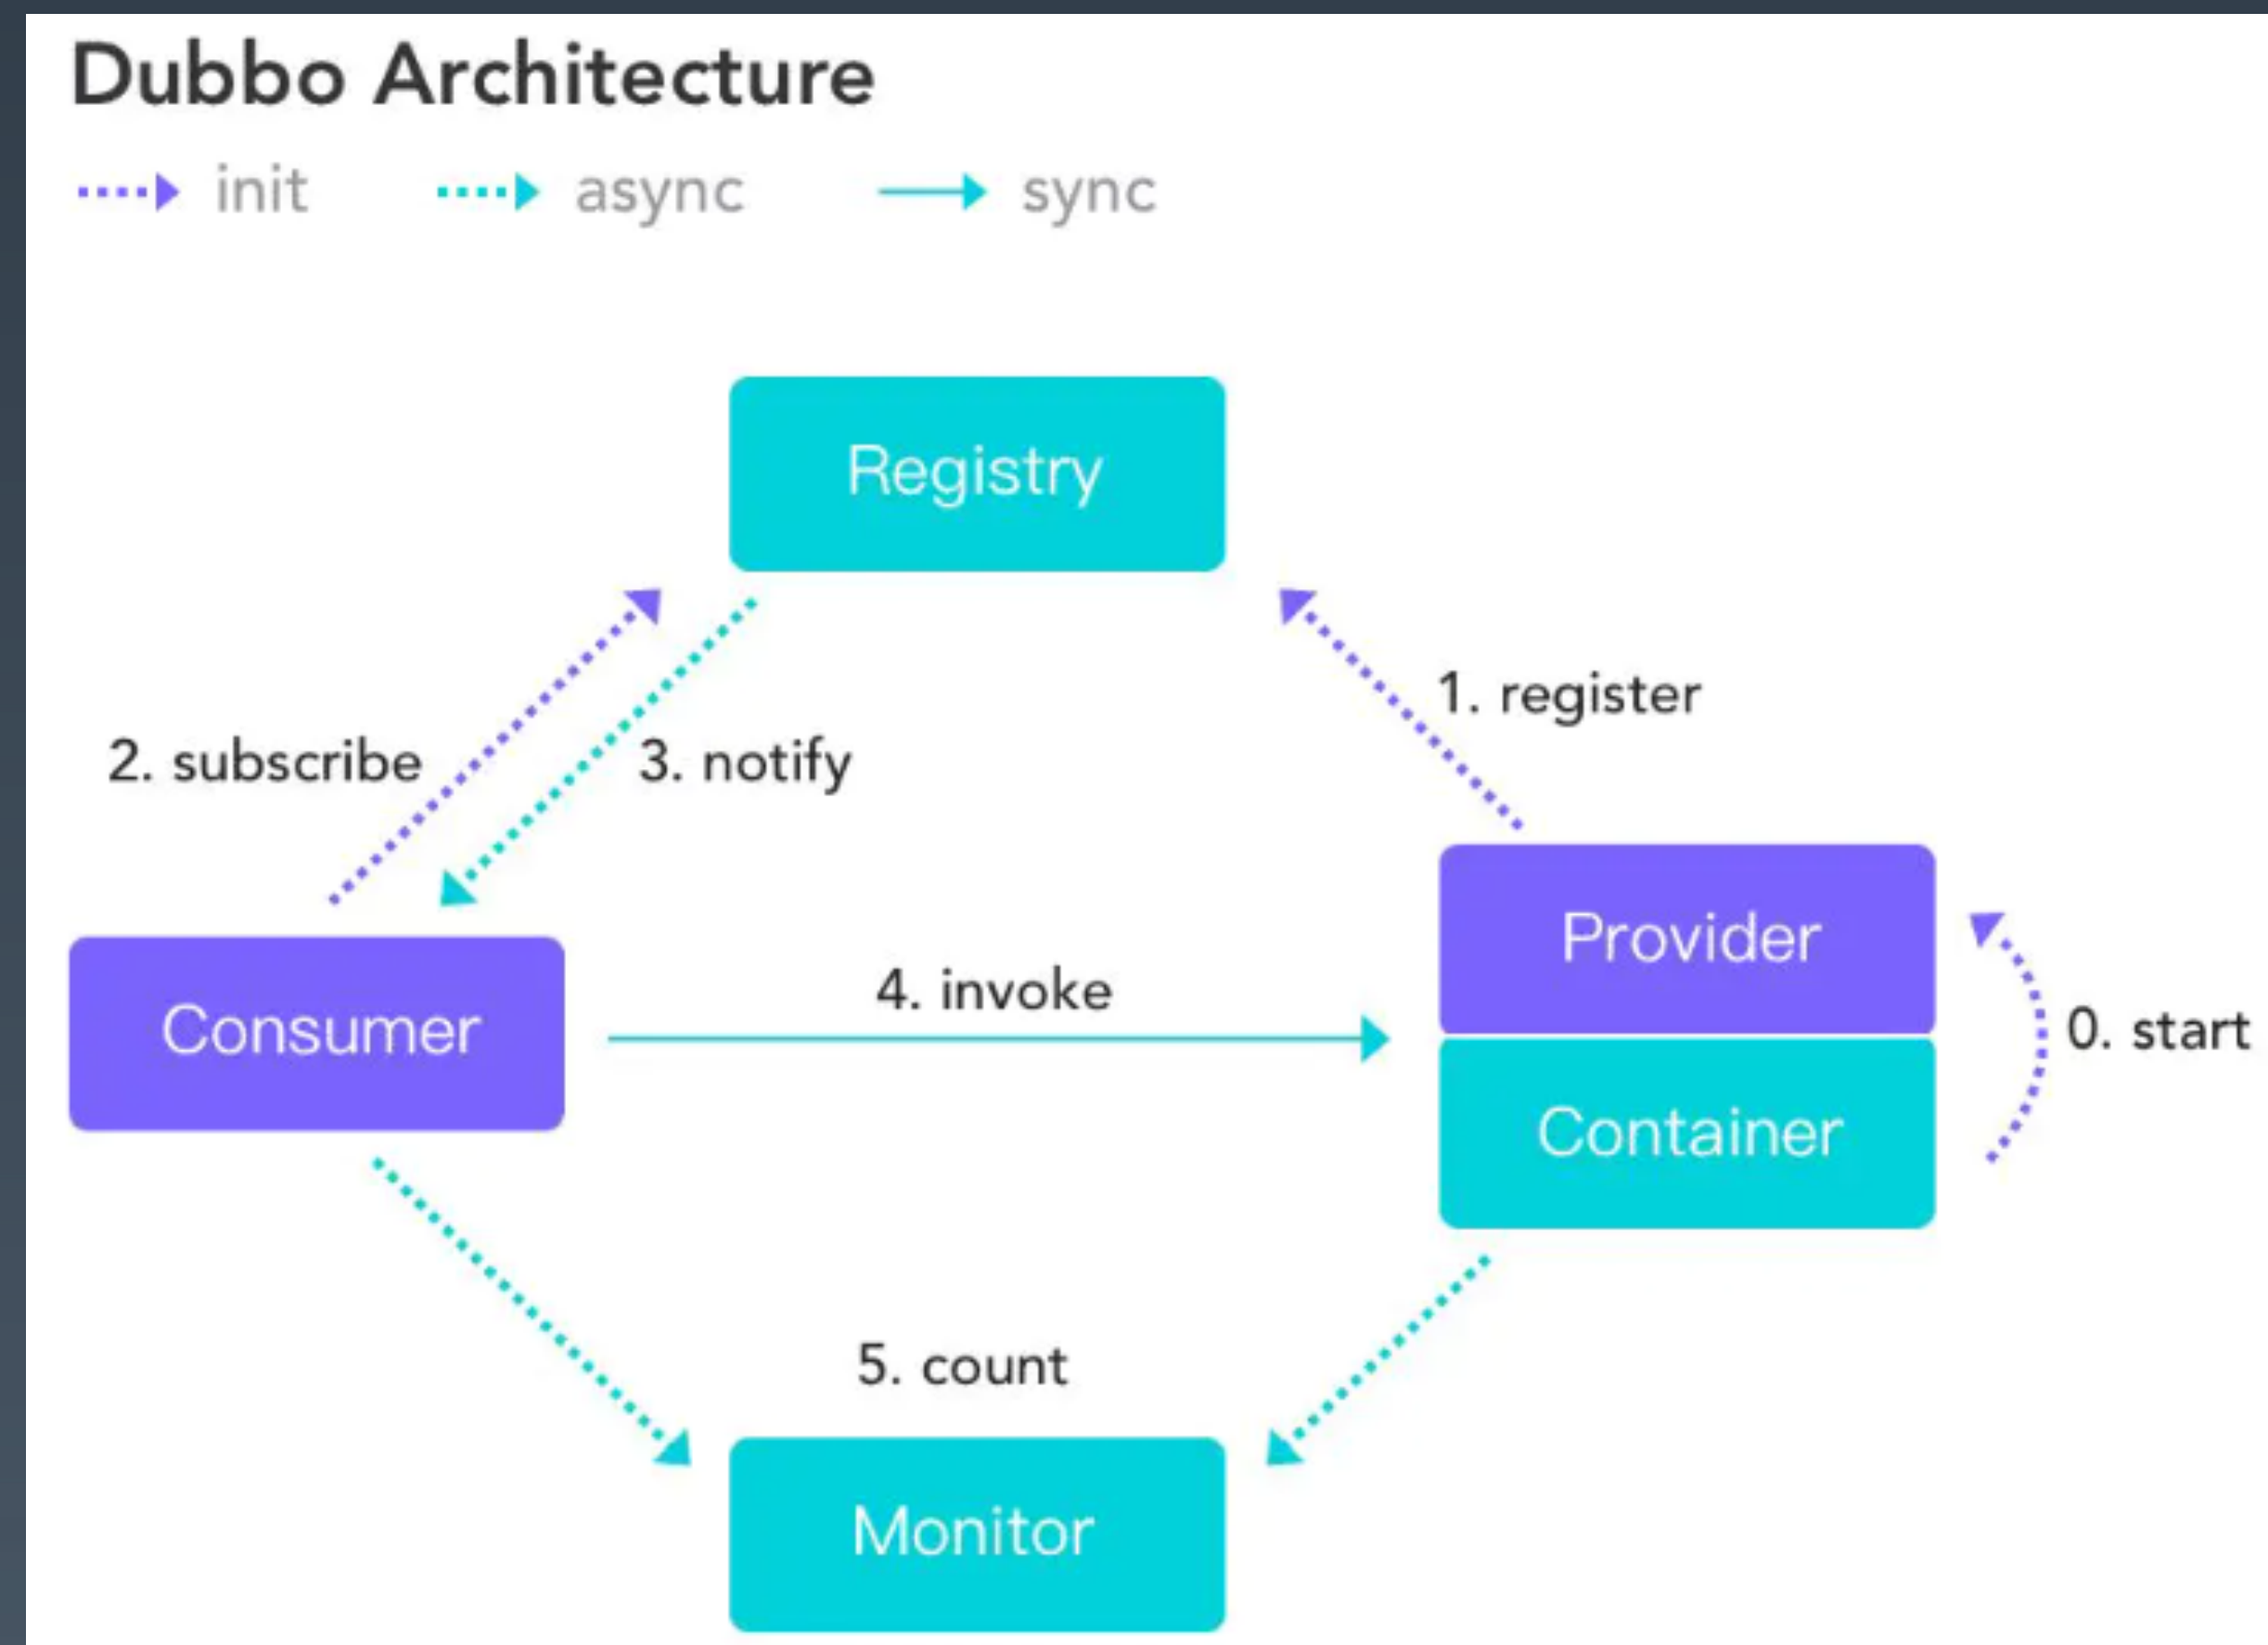 Dubbo Architecture
init async sync
Registry
1. register
2. subscribe 3. notify
Provider
4. invoke
Consumer
0. start
Container
5. count
Monitor